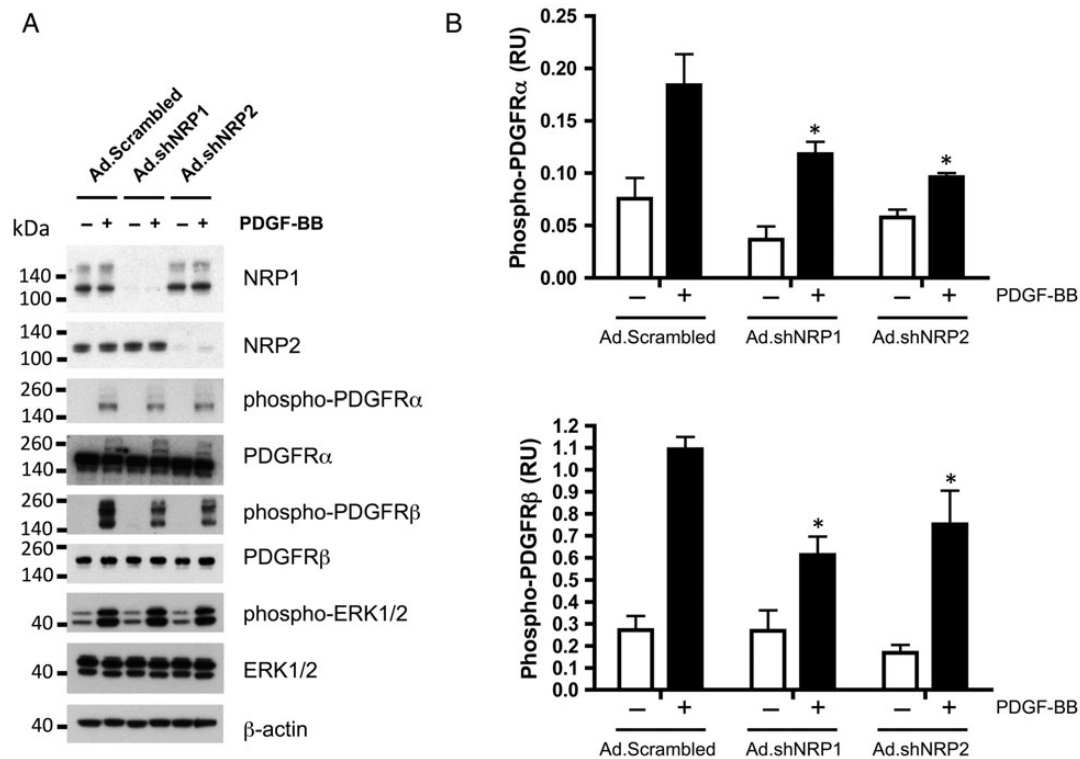 A
Ad.Scrambled
Ad.shNRP1
Ad.shNRP2
kDa
– + – + – + PDGF-BB
140
100
NRP1
140
100
NRP2
260
140
phospho-PDGFRα
260
140
PDGFRα
260
140
phospho-PDGFRβ
260
140
PDGFRβ
40
phospho-ERK1/2
40
ERK1/2
40
β-actin
B
Phospho-PDGFRα (RU)
0.25
0.20
0.15
0.10
0.05
0.00
*
*
– + – + – + PDGF-BB
Ad.Scrambled Ad.shNRP1 Ad.shNRP2
Phospho-PDGFRβ (RU)
1.2
1.1
1.0
0.9
0.8
0.7
0.6
0.5
0.4
0.3
0.2
0.1
0.0
*
*
– + – + – + PDGF-BB
Ad.Scrambled Ad.shNRP1 Ad.shNRP2